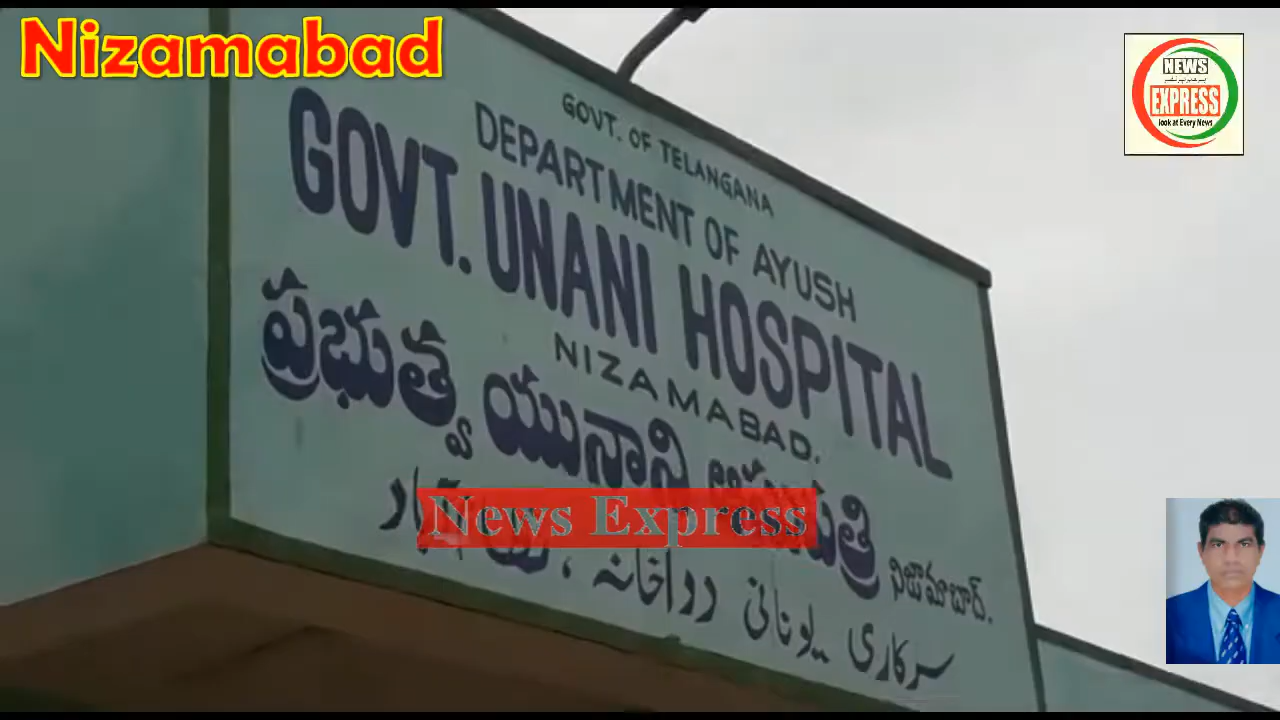 Nizamabad
NEWS
EXPRESS
look at Every News
GOVT. OF TELANGANA
DEPARTMENT OF AYUSH
GOVT. UNANI HOSPITAL
NIZAMABAD.
ప్రభుత్వ యునాని
నిజామాబాద్.
News Express
سرکاری یونانی دواخانہ ،